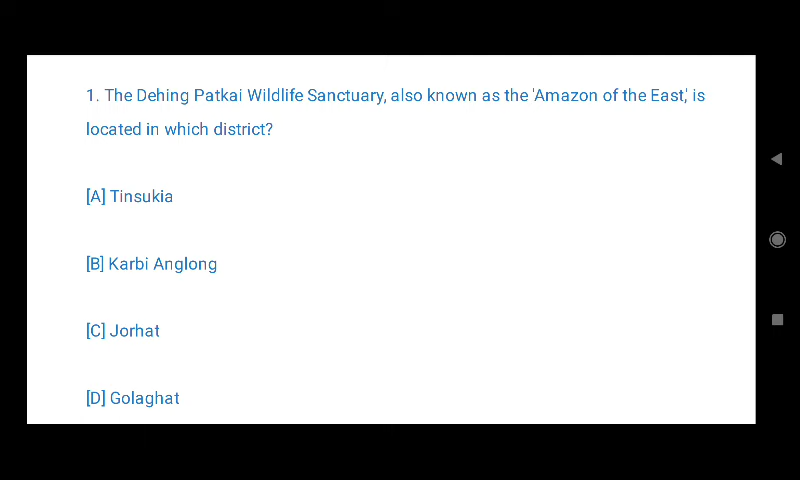 1. The Dehing Patkai Wildlife Sanctuary, also known as the 'Amazon of the East,' is
located in which district?
[A] Tinsukia
[B] Karbi Anglong
[C] Jorhat
[D] Golaghat